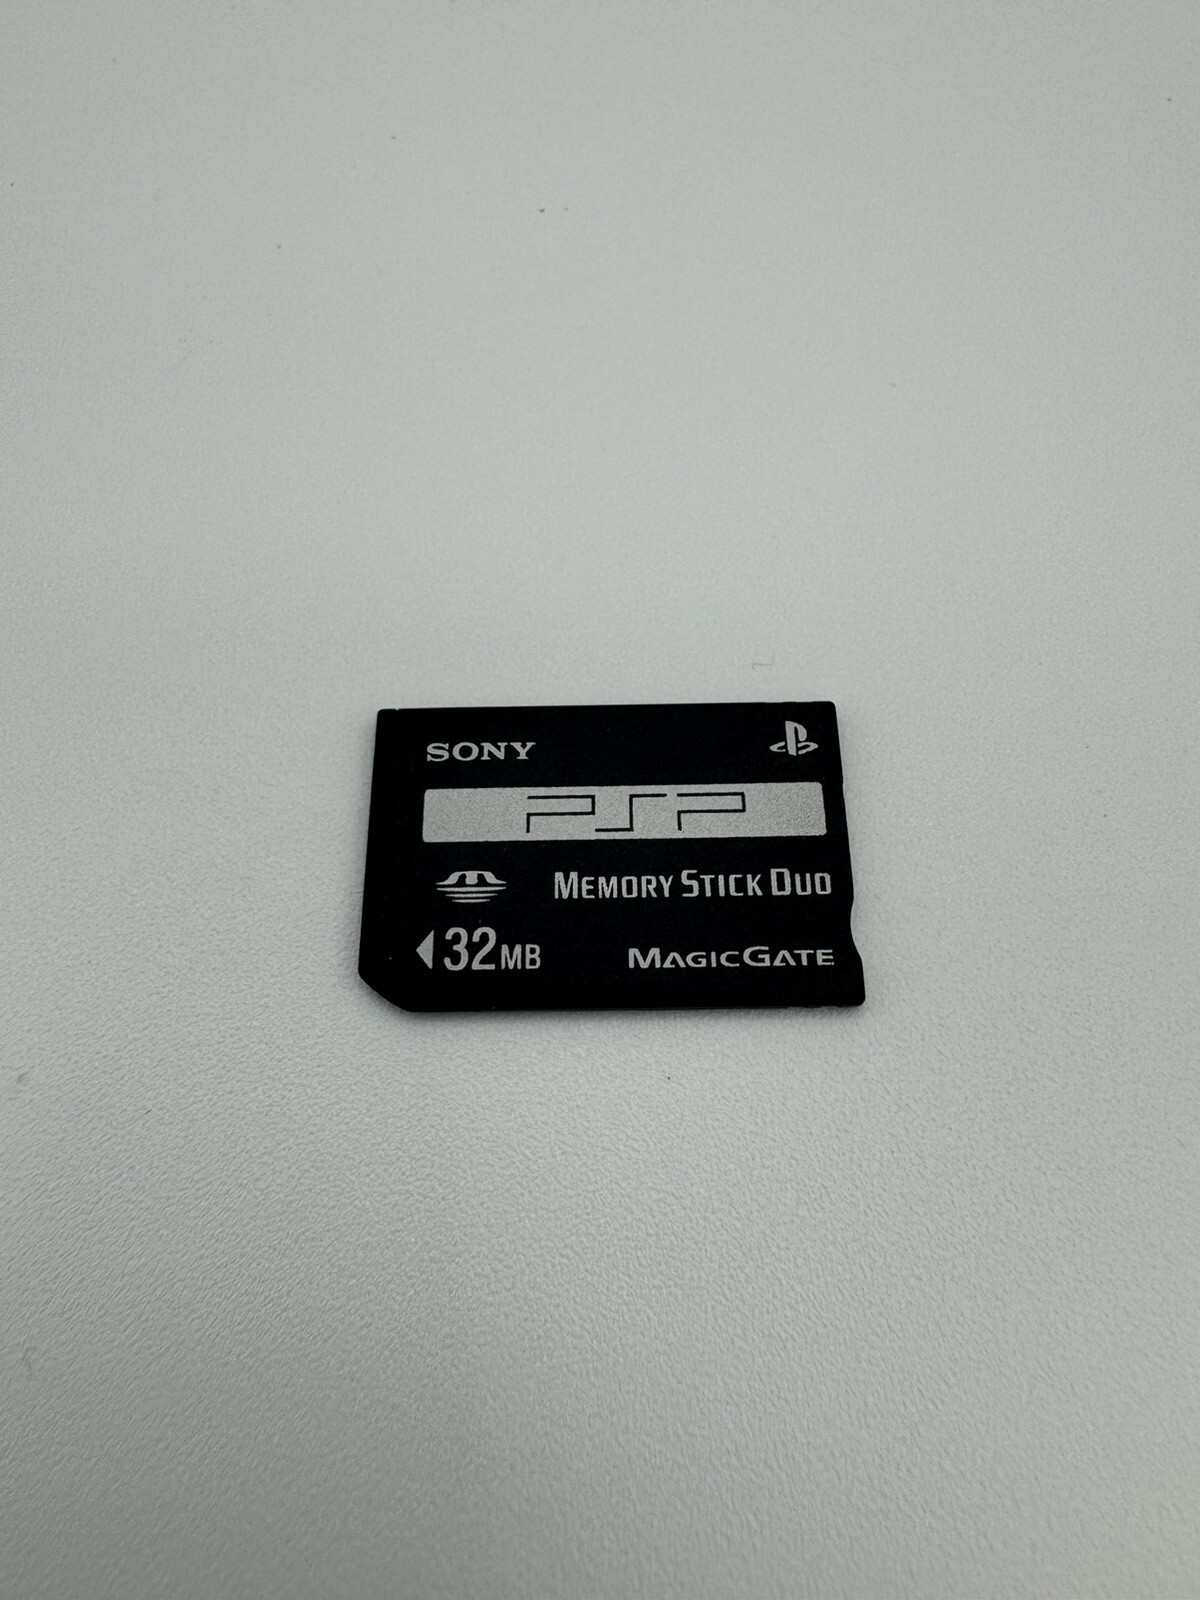 SONY
PSP
MEMORY STICK DUO
32MB MAGICGATE